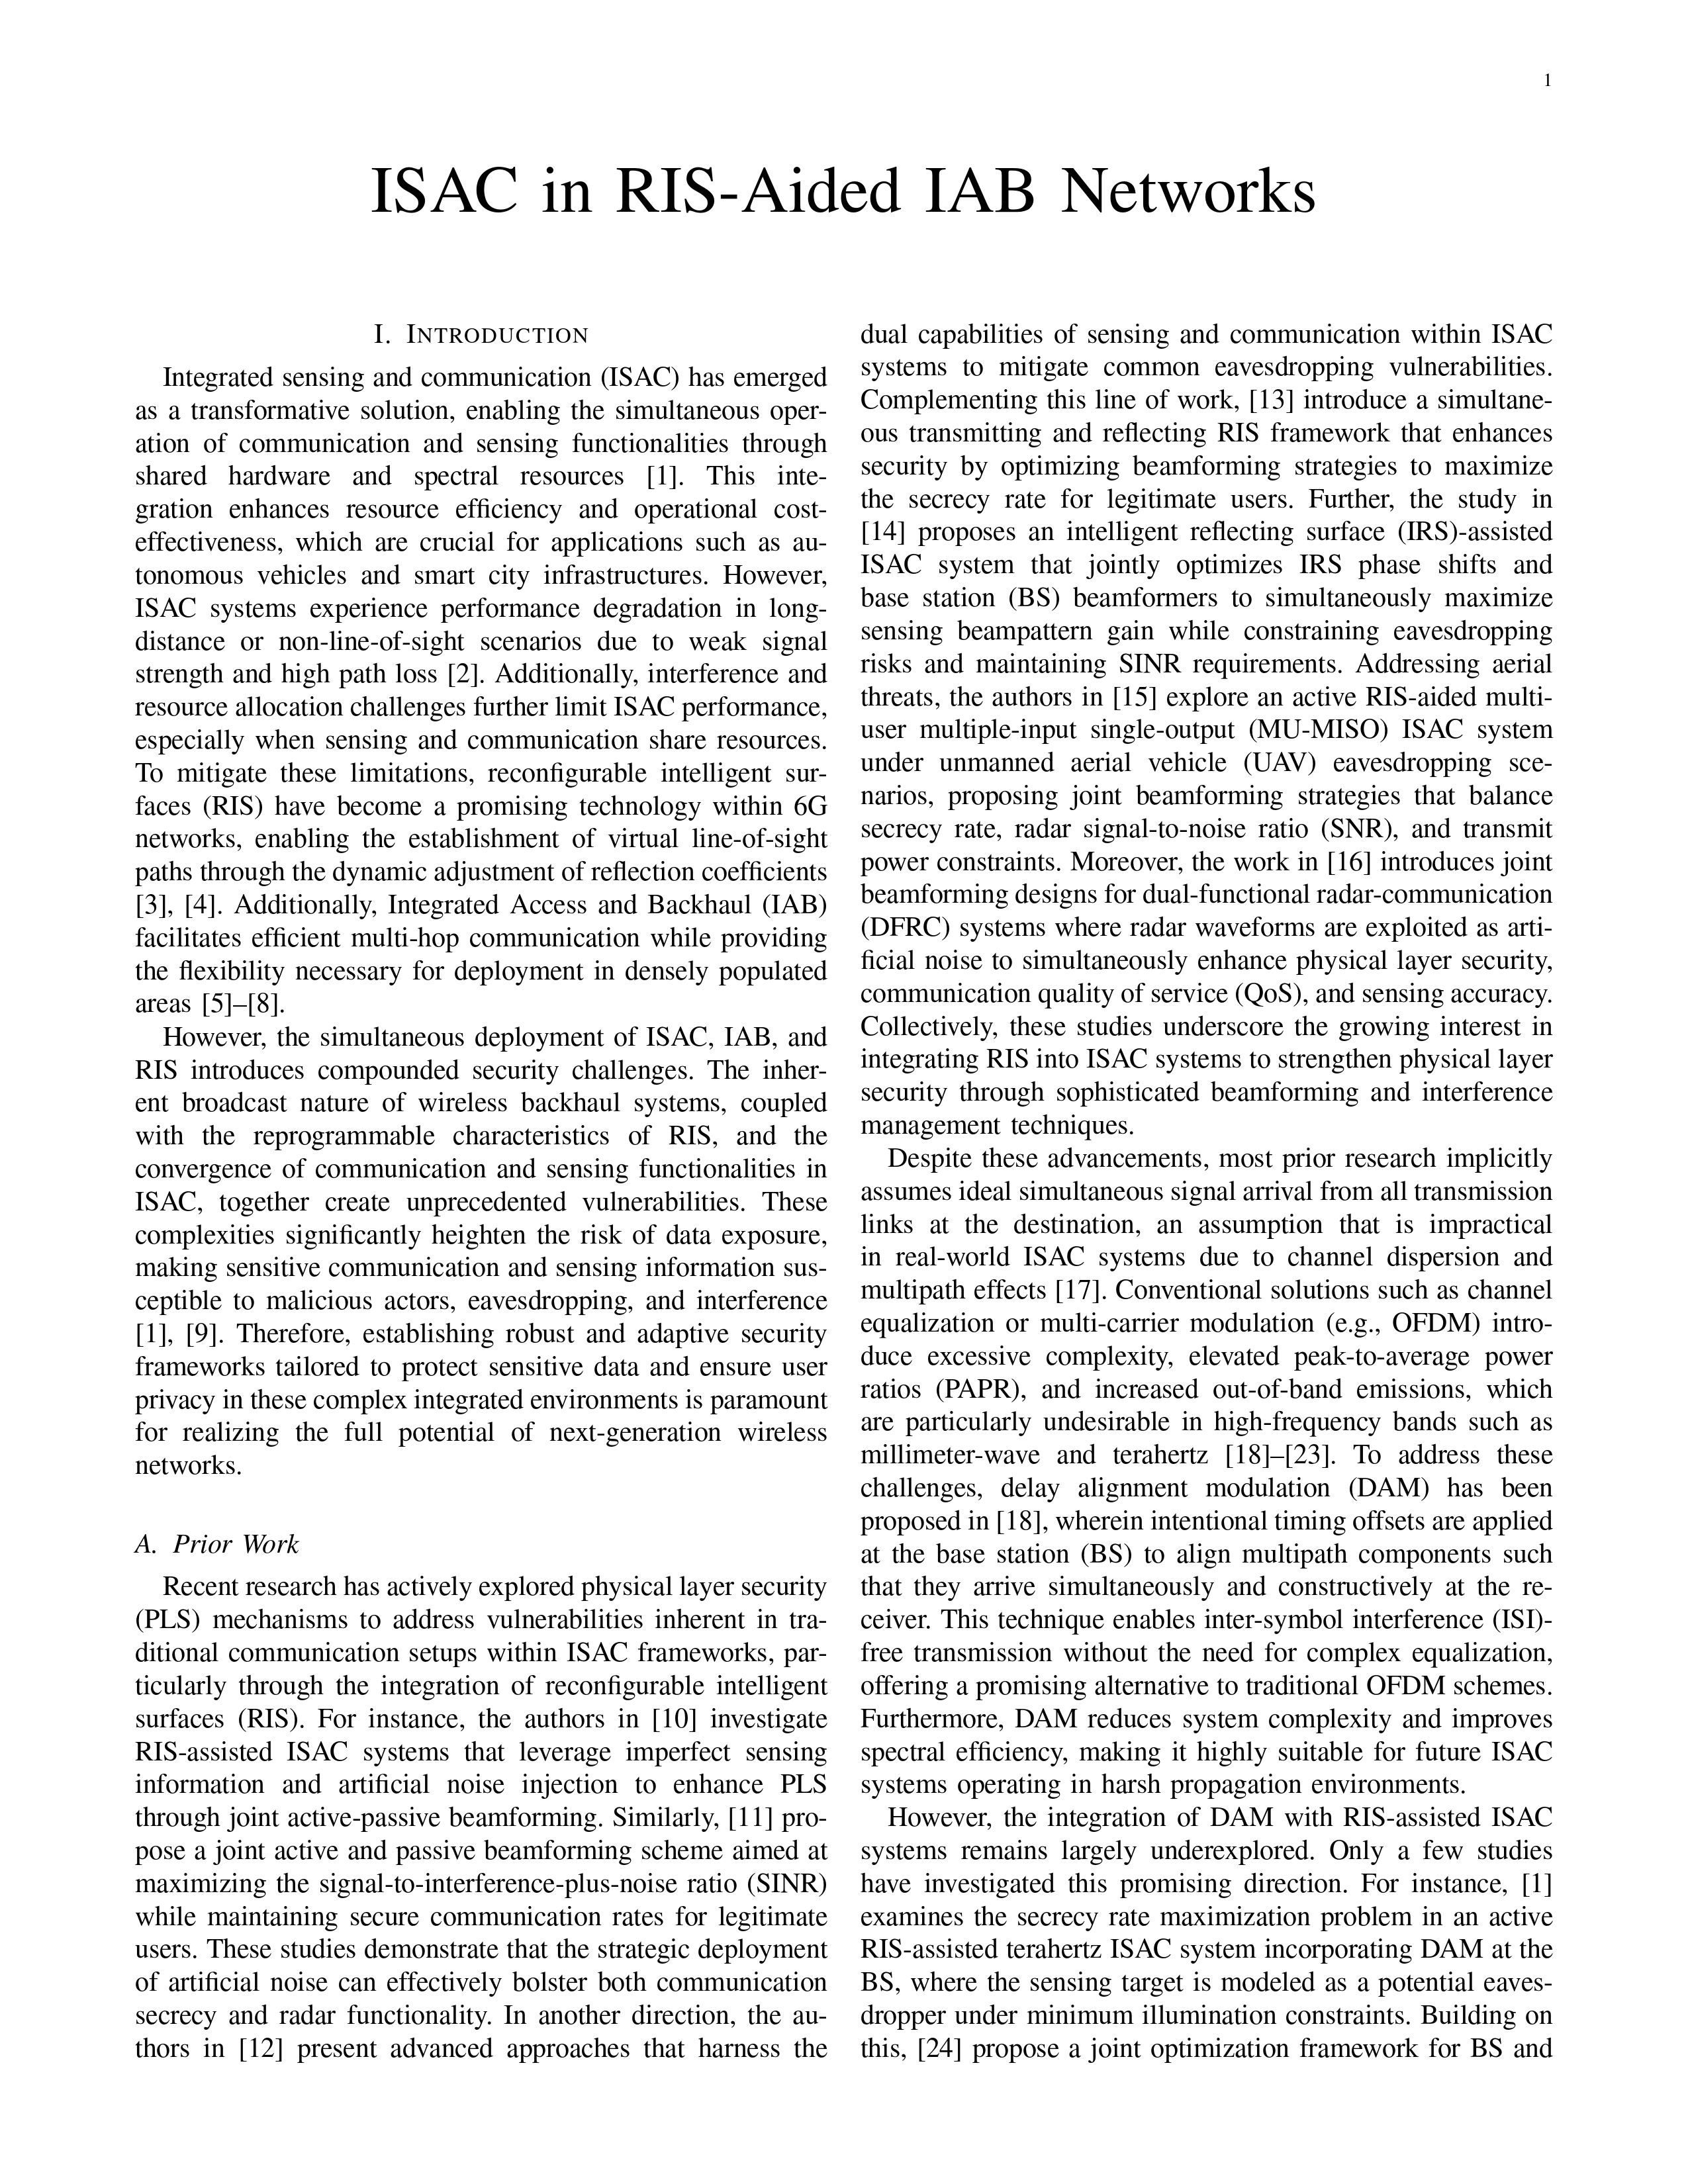 1
ISAC in RIS-Aided IAB Networks
I. Introduction
Integrated sensing and communication (ISAC) has emerged
as a transformative solution, enabling the simultaneous oper-
ation of communication and sensing functionalities through
shared hardware and spectral resources [1]. This inte-
gration enhances resource efficiency and operational cost-
effectiveness, which are crucial for applications such as au-
tonomous vehicles and smart city infrastructures. However,
ISAC systems experience performance degradation in long-
distance or non-line-of-sight scenarios due to weak signal
strength and high path loss [2]. Additionally, interference and
resource allocation challenges further limit ISAC performance,
especially when sensing and communication share resources.
To mitigate these limitations, reconfigurable intelligent sur-
faces (RIS) have become a promising technology within 6G
networks, enabling the establishment of virtual line-of-sight
paths through the dynamic adjustment of reflection coefficients
[3], [4]. Additionally, Integrated Access and Backhaul (IAB)
facilitates efficient multi-hop communication while providing
the flexibility necessary for deployment in densely populated
areas [5]–[8].
However, the simultaneous deployment of ISAC, IAB, and
RIS introduces compounded security challenges. The inher-
ent broadcast nature of wireless backhaul systems, coupled
with the reprogrammable characteristics of RIS, and the
convergence of communication and sensing functionalities in
ISAC, together create unprecedented vulnerabilities. These
complexities significantly heighten the risk of data exposure,
making sensitive communication and sensing information sus-
ceptible to malicious actors, eavesdropping, and interference
[1], [9]. Therefore, establishing robust and adaptive security
frameworks tailored to protect sensitive data and ensure user
privacy in these complex integrated environments is paramount
for realizing the full potential of next-generation wireless
networks.
A. Prior Work
Recent research has actively explored physical layer security
(PLS) mechanisms to address vulnerabilities inherent in tra-
ditional communication setups within ISAC frameworks, par-
ticularly through the integration of reconfigurable intelligent
surfaces (RIS). For instance, the authors in [10] investigate
RIS-assisted ISAC systems that leverage imperfect sensing
information and artificial noise injection to enhance PLS
through joint active-passive beamforming. Similarly, [11] pro-
pose a joint active and passive beamforming scheme aimed at
maximizing the signal-to-interference-plus-noise ratio (SINR)
while maintaining secure communication rates for legitimate
users. These studies demonstrate that the strategic deployment
of artificial noise can effectively bolster both communication
secrecy and radar functionality. In another direction, the au-
thors in [12] present advanced approaches that harness the
dual capabilities of sensing and communication within ISAC
systems to mitigate common eavesdropping vulnerabilities.
Complementing this line of work, [13] introduce a simultane-
ous transmitting and reflecting RIS framework that enhances
security by optimizing beamforming strategies to maximize
the secrecy rate for legitimate users. Further, the study in
[14] proposes an intelligent reflecting surface (IRS)-assisted
ISAC system that jointly optimizes IRS phase shifts and
base station (BS) beamformers to simultaneously maximize
sensing beampattern gain while constraining eavesdropping
risks and maintaining SINR requirements. Addressing aerial
threats, the authors in [15] explore an active RIS-aided multi-
user multiple-input single-output (MU-MISO) ISAC system
under unmanned aerial vehicle (UAV) eavesdropping sce-
narios, proposing joint beamforming strategies that balance
secrecy rate, radar signal-to-noise ratio (SNR), and transmit
power constraints. Moreover, the work in [16] introduces joint
beamforming designs for dual-functional radar-communication
(DFRC) systems where radar waveforms are exploited as arti-
ficial noise to simultaneously enhance physical layer security,
communication quality of service (QoS), and sensing accuracy.
Collectively, these studies underscore the growing interest in
integrating RIS into ISAC systems to strengthen physical layer
security through sophisticated beamforming and interference
management techniques.
Despite these advancements, most prior research implicitly
assumes ideal simultaneous signal arrival from all transmission
links at the destination, an assumption that is impractical
in real-world ISAC systems due to channel dispersion and
multipath effects [17]. Conventional solutions such as channel
equalization or multi-carrier modulation (e.g., OFDM) intro-
duce excessive complexity, elevated peak-to-average power
ratios (PAPR), and increased out-of-band emissions, which
are particularly undesirable in high-frequency bands such as
millimeter-wave and terahertz [18]–[23]. To address these
challenges, delay alignment modulation (DAM) has been
proposed in [18], wherein intentional timing offsets are applied
at the base station (BS) to align multipath components such
that they arrive simultaneously and constructively at the re-
ceiver. This technique enables inter-symbol interference (ISI)-
free transmission without the need for complex equalization,
offering a promising alternative to traditional OFDM schemes.
Furthermore, DAM reduces system complexity and improves
spectral efficiency, making it highly suitable for future ISAC
systems operating in harsh propagation environments.
However, the integration of DAM with RIS-assisted ISAC
systems remains largely underexplored. Only a few studies
have investigated this promising direction. For instance, [1]
examines the secrecy rate maximization problem in an active
RIS-assisted terahertz ISAC system incorporating DAM at the
BS, where the sensing target is modeled as a potential eaves-
dropper under minimum illumination constraints. Building on
this, [24] propose a joint optimization framework for BS and